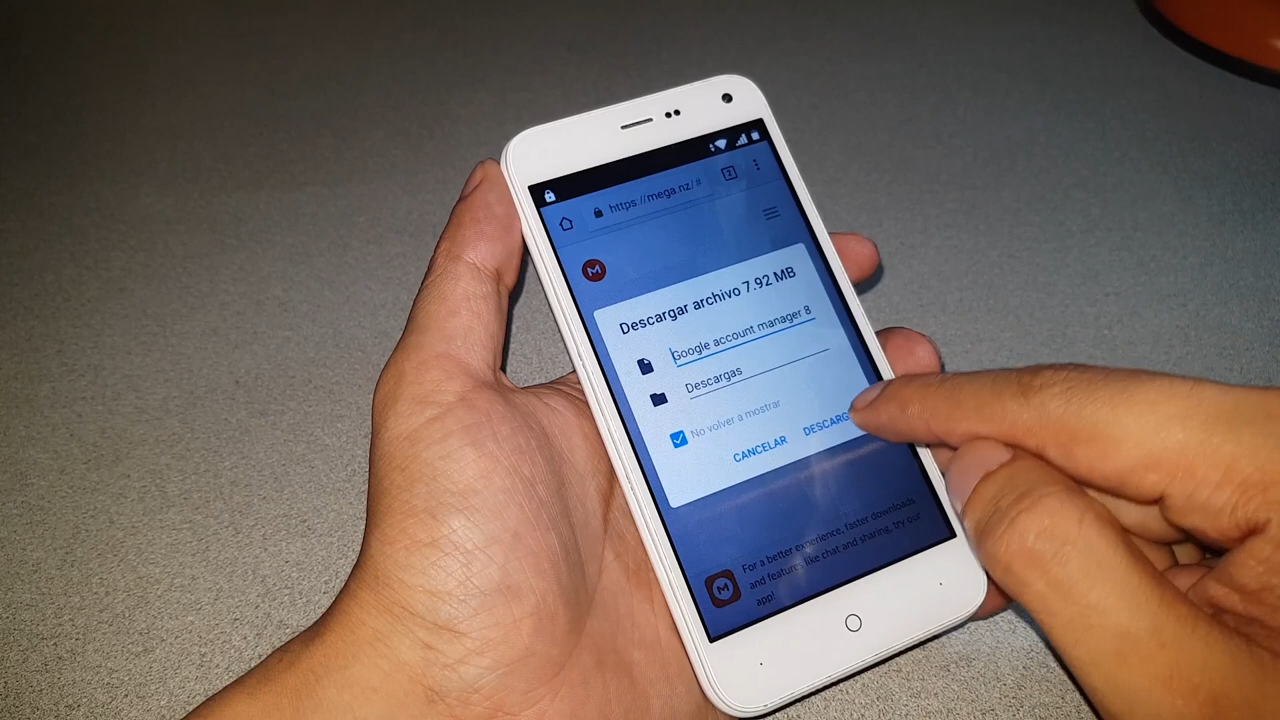 https://mega.nz/#
2
M
Descargar archivo 7.92 MB
Google account manager 8
Descargas
No volver a mostrar
CANCELAR DESCARG
For a better experience, faster downloads
and features like chat and sharing, try our
app!
M